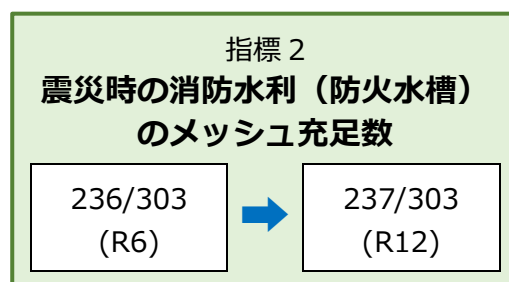 指標 2
震災時の消防水利（防火水槽）
のメッシュ充足数
236/303
(R6)
237/303
(R12)